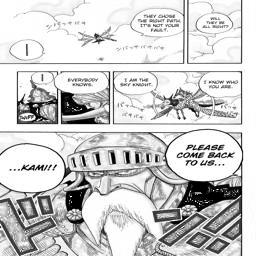 WILL
THEY BE
ALL RIGHT?
THEY CHOSE
THE RIGHT PATH.
IT'S NOT YOUR
FAULT.
I KNOW WHO
YOU ARE.
I AM THE
SKY KNIGHT.
EVERYBODY
KNOWS.
PLEASE
COME BACK
TO US...
...KAMI!!